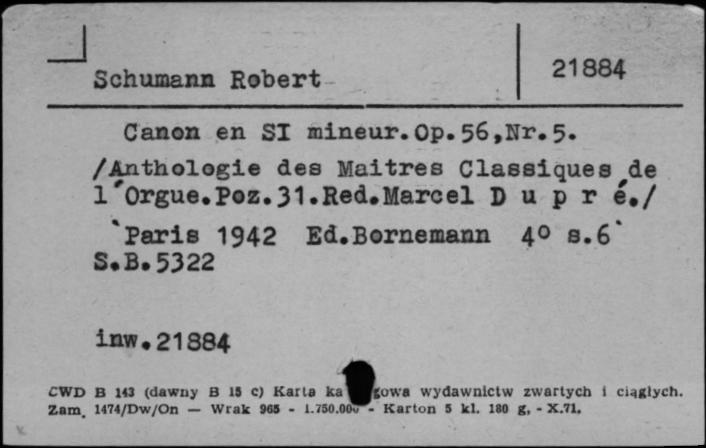 Schumann Robert
21884
Canon en SI mineur.Op.56,Nr.5.
/Anthologie des Maitres Classiques de
l'Orgue.Poz.31.Red.Marcel D u p r é./
Paris 1942 Ed.Bornemann 4º s.6
S.B.5322
inw.21884
CWD B 143 (dawny B 15 c) Karta ka gowa wydawnictw zwartych i ciągłych.
Zam. 1474/Dw/On — Wrak 965 - 1.750.000 - Karton 5 kl. 180 g, - X.71.